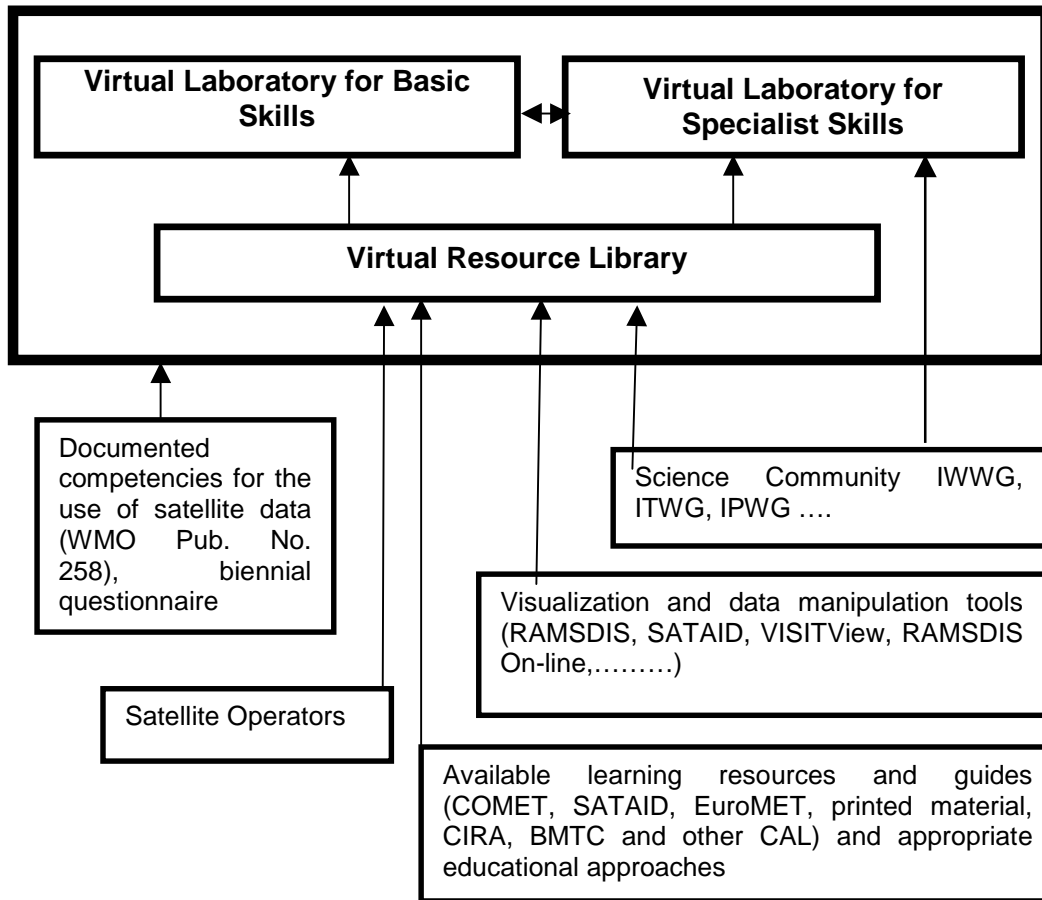 Virtual Laboratory for Basic
Skills
Virtual Laboratory for
Specialist Skills
Virtual Resource Library
Documented
competencies for the
use of satellite data
(WMO Pub. No.
258), biennial
questionnaire
Science Community IWWG,
ITWG, IPWG ….
Visualization and data manipulation tools
(RAMSDIS, SATAID, VISITView, RAMSDIS
On-line,………)
Satellite Operators
Available learning resources and guides
(COMET, SATAID, EuroMET, printed material,
CIRA, BMTC and other CAL) and appropriate
educational approaches